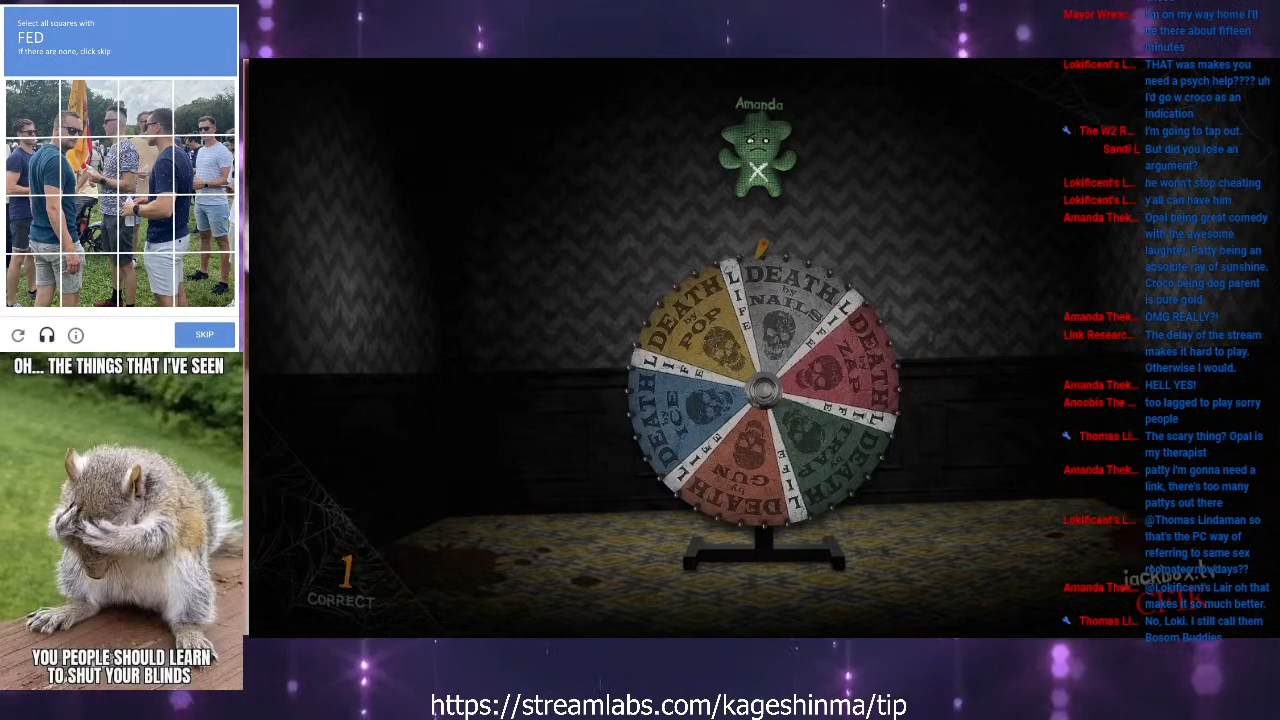 Select all squares with
FED
If there are none, click skip
SKIP
OH... THE THINGS THAT I'VE SEEN
YOU PEOPLE SHOULD LEARN
TO SHUT YOUR BLINDS
Amanda
DEATH by NAILS
LIFE
DEATH by ZAP
LIFE
DEATH by TRAP
LIFE
DEATH by GUN
LIFE
DEATH by ICE
LIFE
DEATH by POP
LIFE
1
CORRECT
jackbox.tv
Mayor Wrenc... I'm on my way home I'll
be there about fifteen
minutes
Lokificent's L... THAT was makes you
need a psych help???? uh
I'd go w croco as an
indication
The W2 R... I'm going to tap out.
Sandi L But did you lose an
argument?
Lokificent's L... he won't stop cheating
Lokificent's L... y'all can have him
Amanda Thek... Opal being great comedy
with the awesome
laughter. Patty being an
absolute ray of sunshine.
Croco being dog parent
is pure gold
Amanda Thek... OMG REALLY?!
Link Researc... The delay of the stream
makes it hard to play.
Otherwise I would.
Amanda Thek... HELL YES!
Anoobis The ... too lagged to play sorry
people
Thomas Li... The scary thing? Opal is
my therapist
Amanda Thek... patty i'm gonna need a
link, there's too many
pattys out there
Lokificent's L... @Thomas Lindaman so
that's the PC way of
referring to same sex
roomates nowdays??
Amanda Thek... @Lokificent's Lair oh that
makes it so much better.
Thomas Li... No, Loki. I still call them
Bosom Buddies
https://streamlabs.com/kageshinma/tip